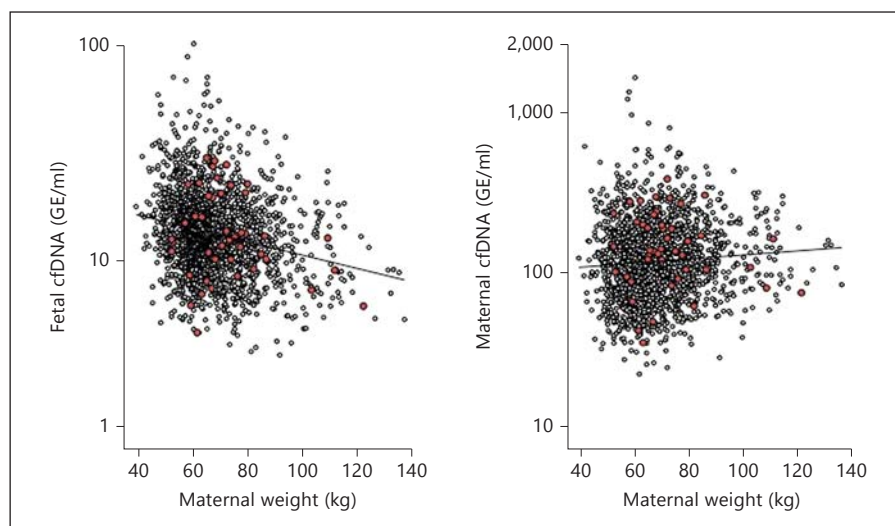 100
10
1
Fetal cfDNA (GE/ml)
40 60 80 100 120 140
Maternal weight (kg)
2,000
1,000
100
10
Maternal cfDNA (GE/ml)
40 60 80 100 120 140
Maternal weight (kg)